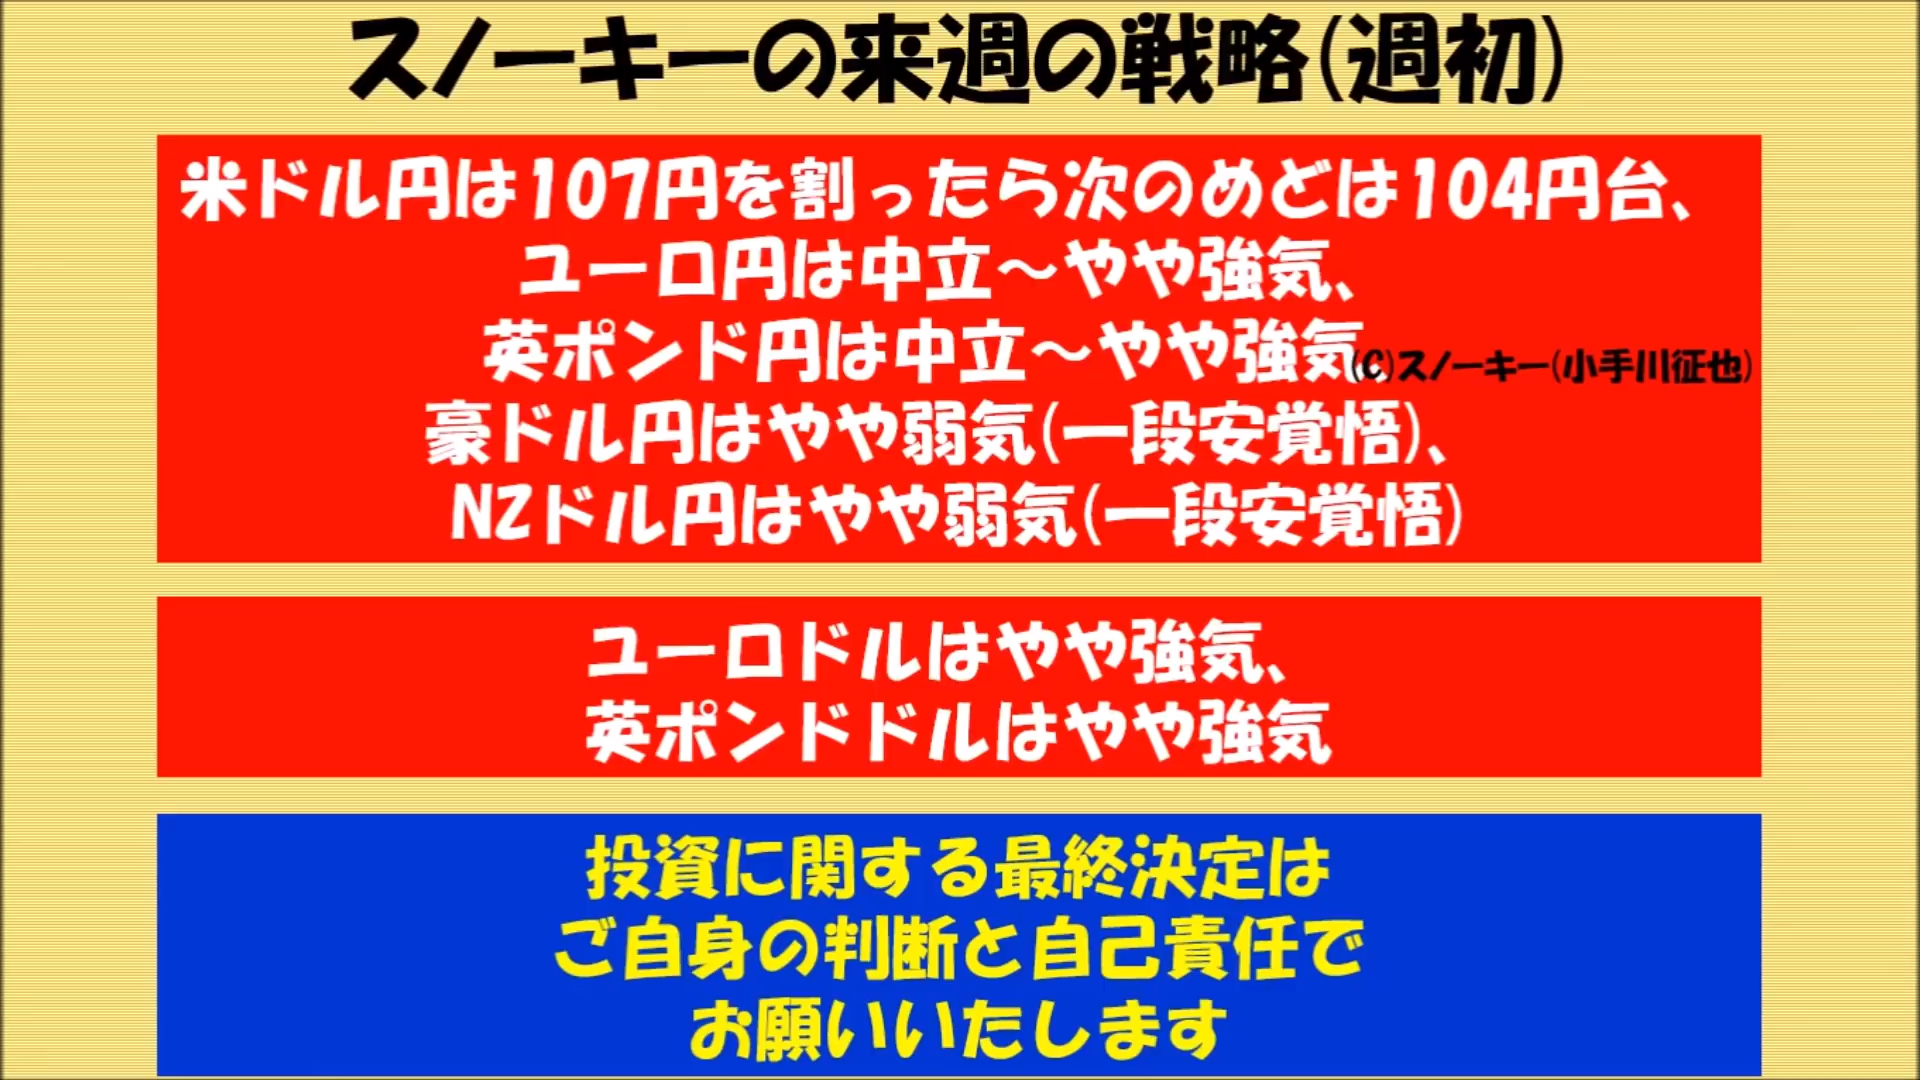 スノーキーの来週の戦略(週初)
米ドル円は107円を割ったら次のめどは104円台、
ユーロ円は中立～やや強気、
英ポンド円は中立～やや強気、
(C)スノーキー(小手川征也)
豪ドル円はやや弱気(一段安覚悟)、
NZドル円はやや弱気(一段安覚悟)
ユーロドルはやや強気、
英ポンドドルはやや強気
投資に関する最終決定は
ご自身の判断と自己責任で
お願いいたします